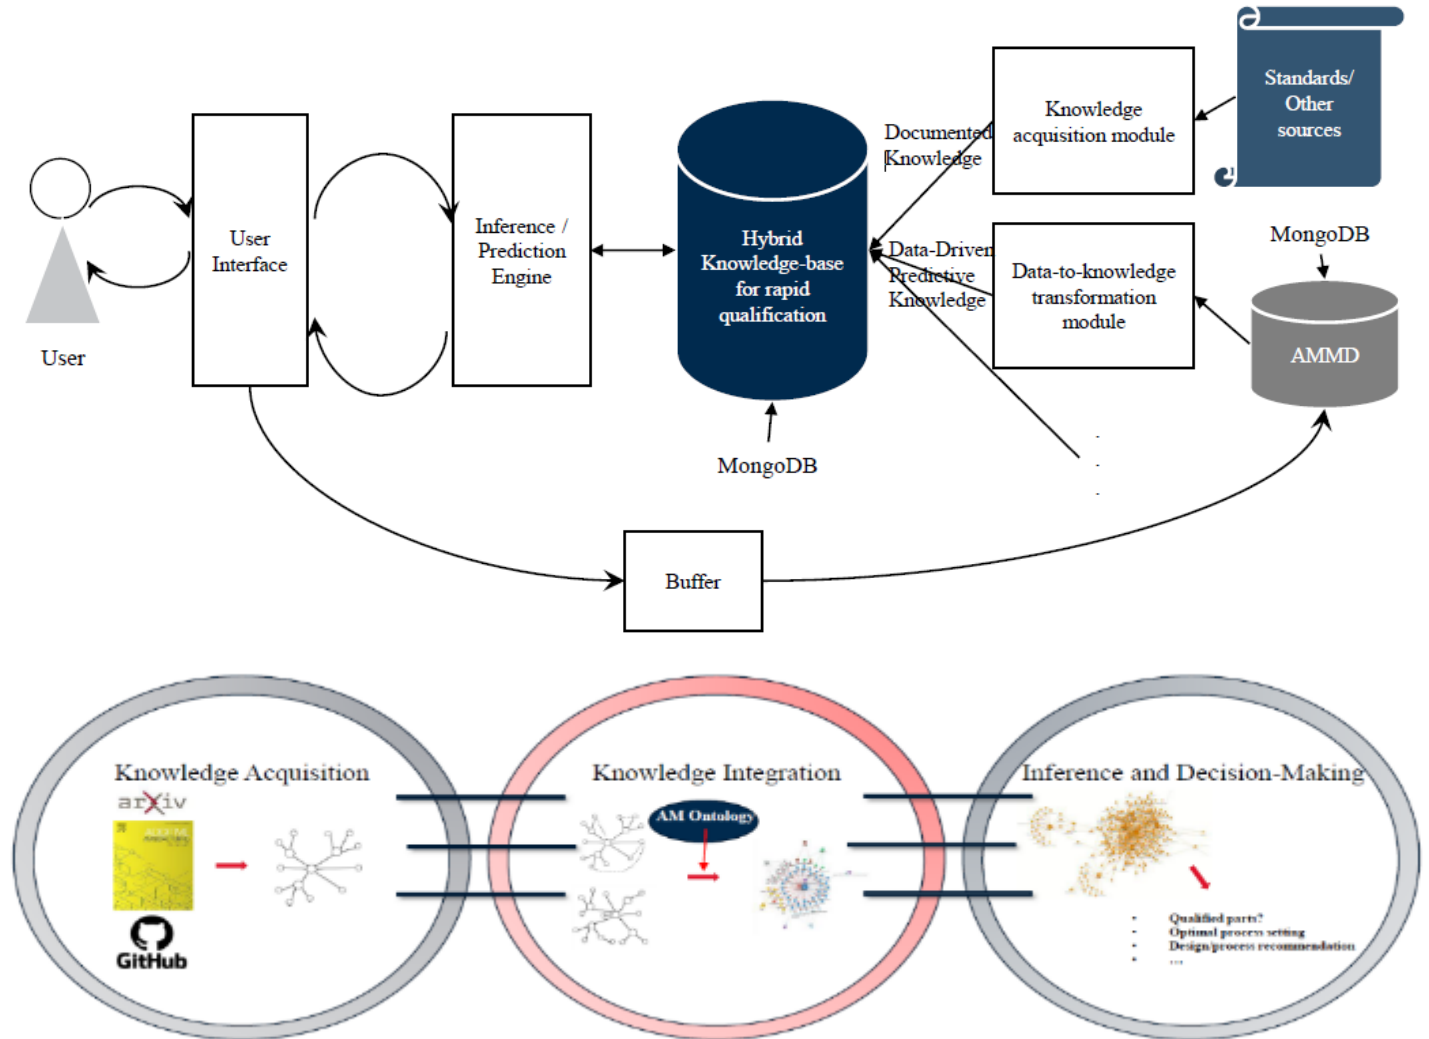 Standards/
Other
sources
Knowledge
acquisition module
Documented
Knowledge
User
Interface
Inference /
Prediction
Engine
Hybrid
Knowledge-base
for rapid
qualification
Data-Driven
Predictive
Knowledge
Data-to-knowledge
transformation
module
MongoDB
AMMD
User
MongoDB
Buffer
Knowledge Acquisition
arXiv
GitHub
Knowledge Integration
AM Ontology
Inference and Decision-Making
• Qualified parts?
• Optimal process setting
• Design/process recommendation
• ...